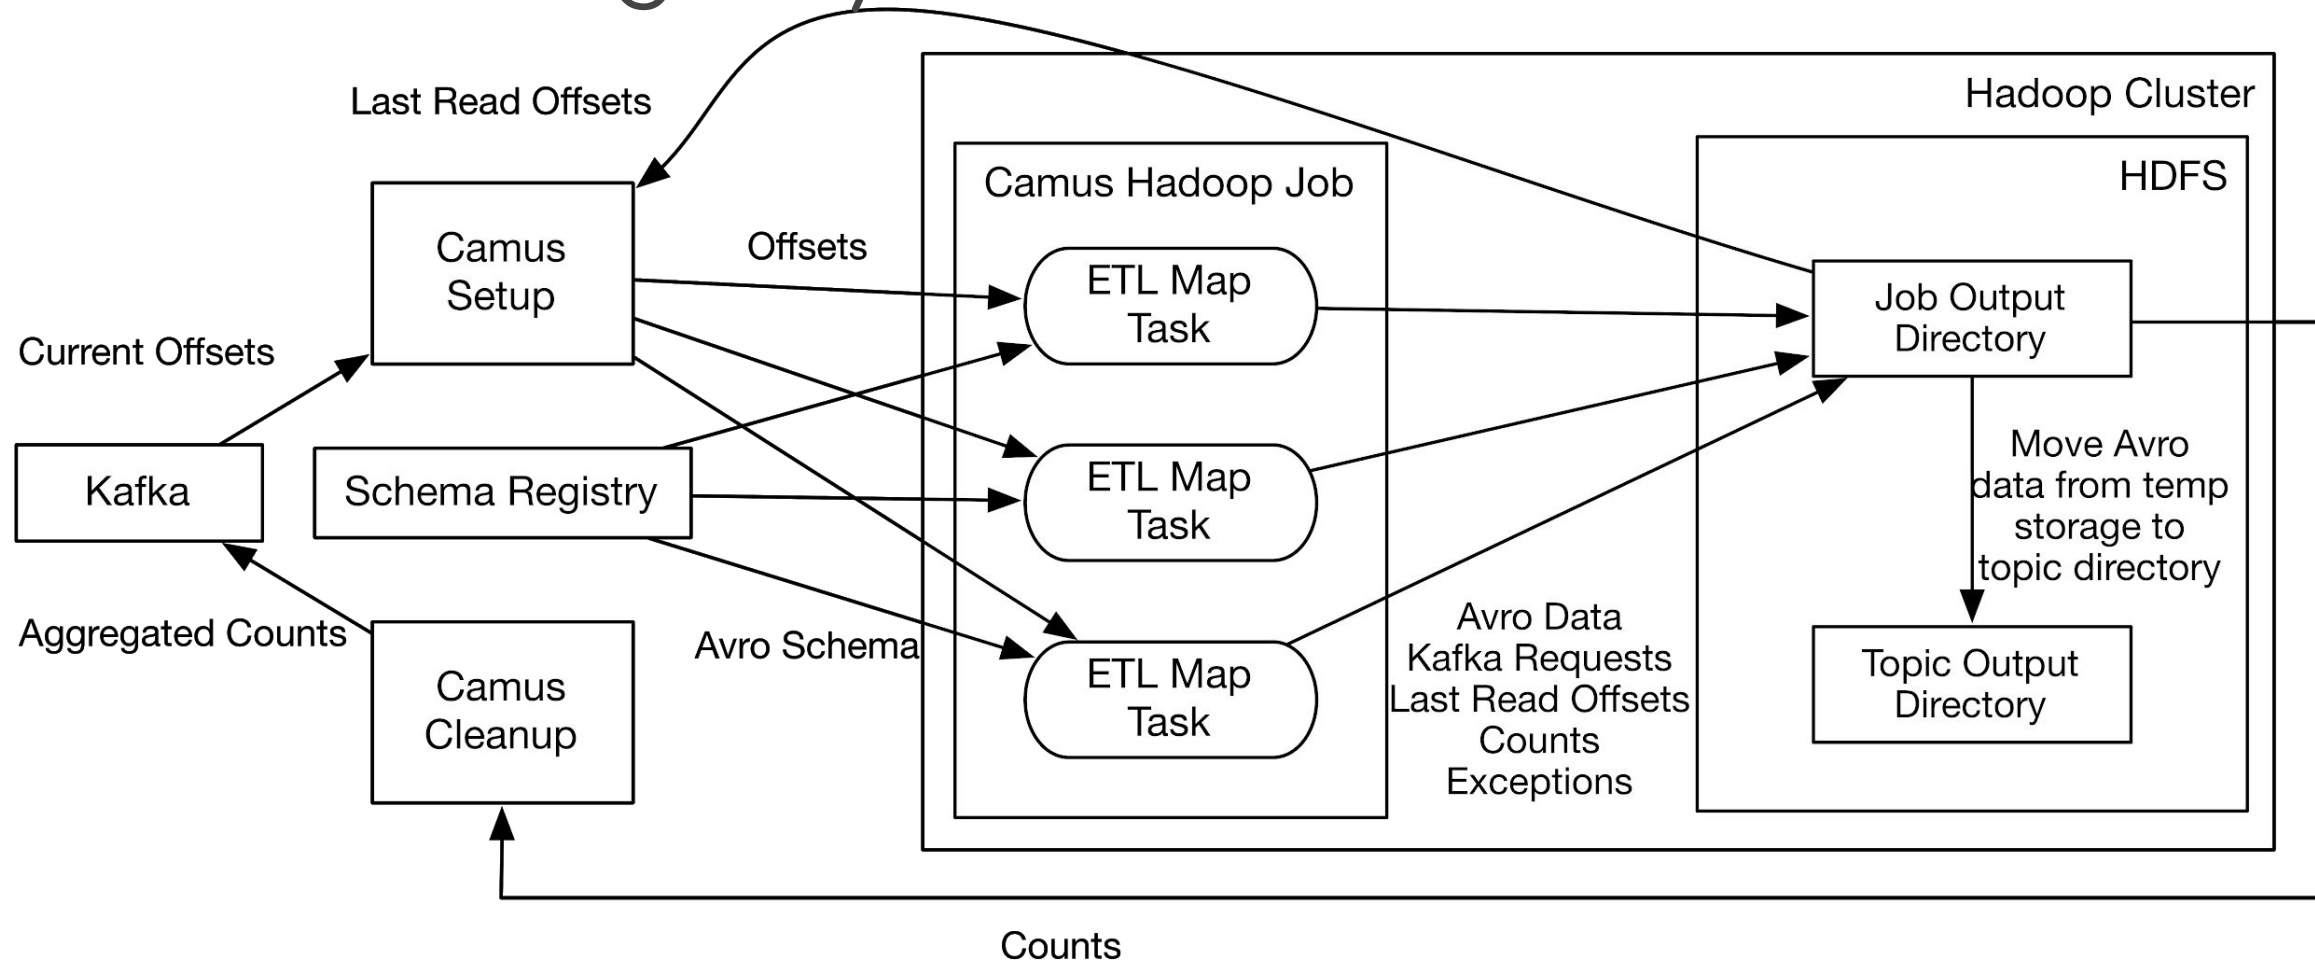 Last Read Offsets
Hadoop Cluster
HDFS
Camus Hadoop Job
Camus
Setup
Offsets
ETL Map
Task
Job Output
Directory
Current Offsets
Kafka
Schema Registry
ETL Map
Task
Move Avro
data from temp
storage to
topic directory
Aggregated Counts
Avro Schema
Camus
Cleanup
ETL Map
Task
Avro Data
Kafka Requests
Last Read Offsets
Counts
Exceptions
Topic Output
Directory
Counts